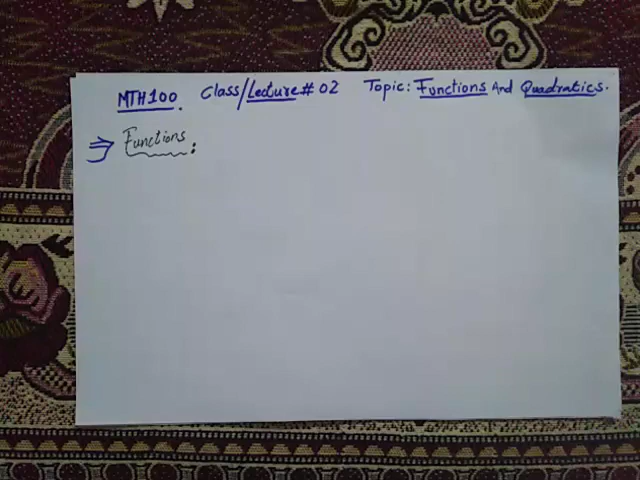 MTH100. Class/Lecture # 02 Topic: Functions And Quadratics.
⇒ Functions: